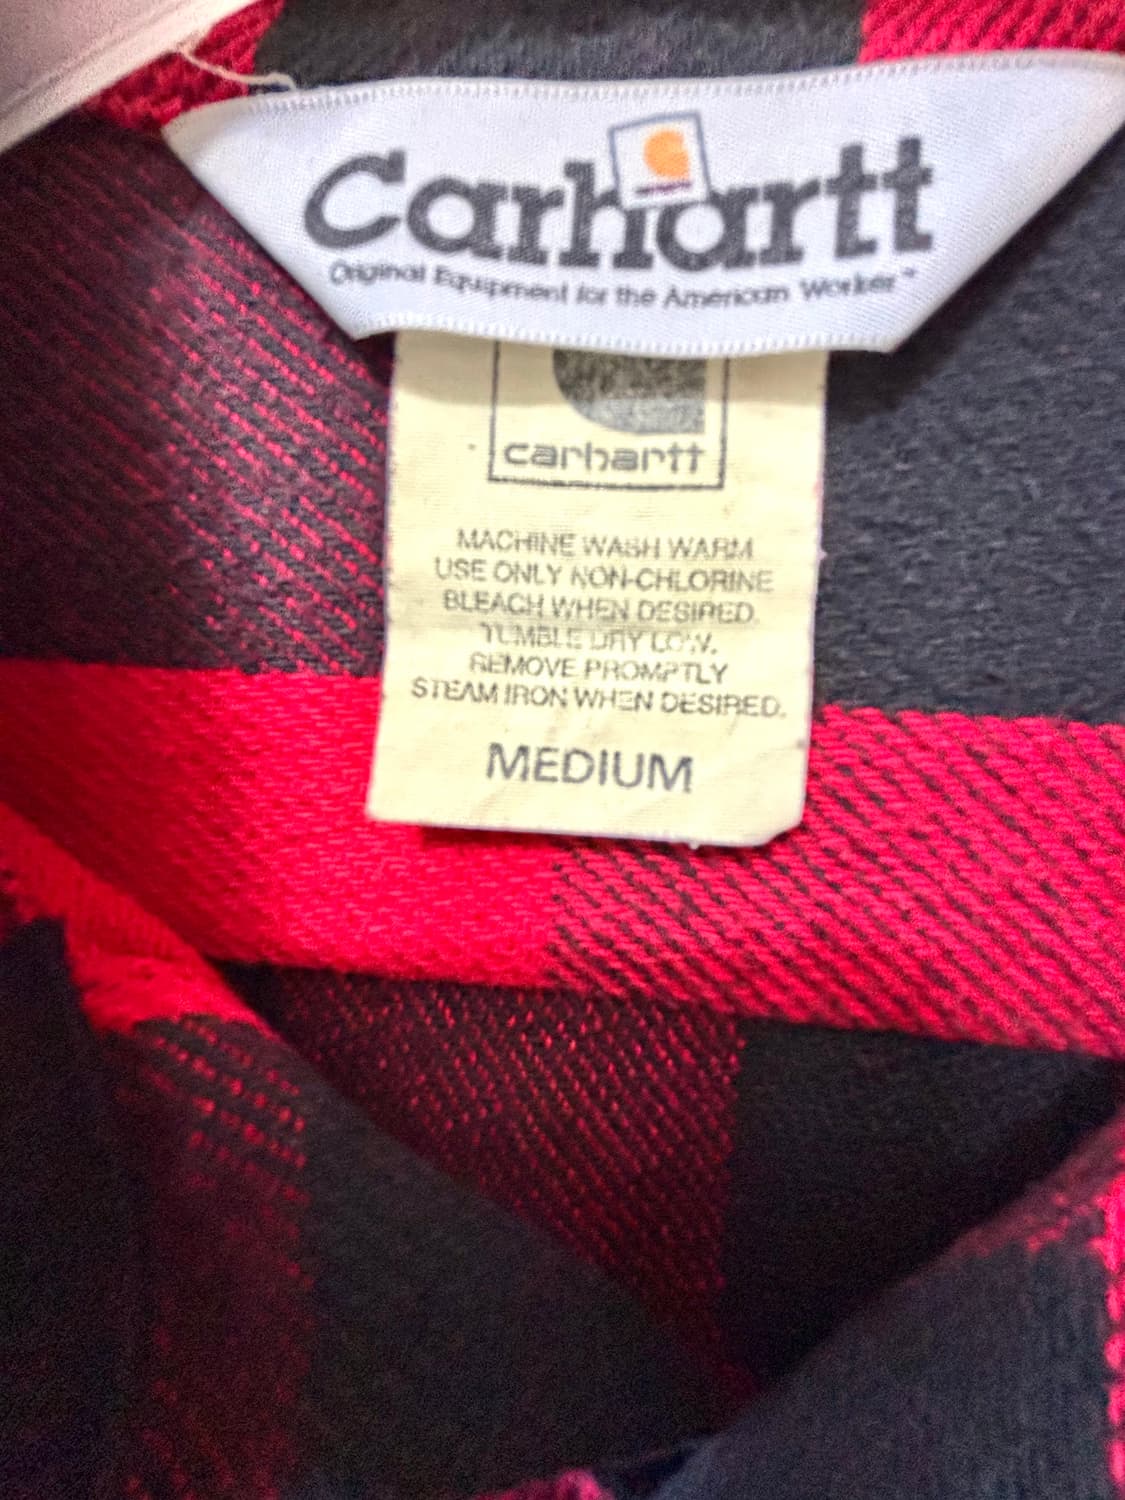 Carhartt
Original Equipment for the American Worker™
carhartt
MACHINE WASH WARM
USE ONLY NON-CHLORINE
BLEACH WHEN DESIRED.
TUMBLE DRY LOW.
REMOVE PROMPTLY
STEAM IRON WHEN DESIRED.
MEDIUM